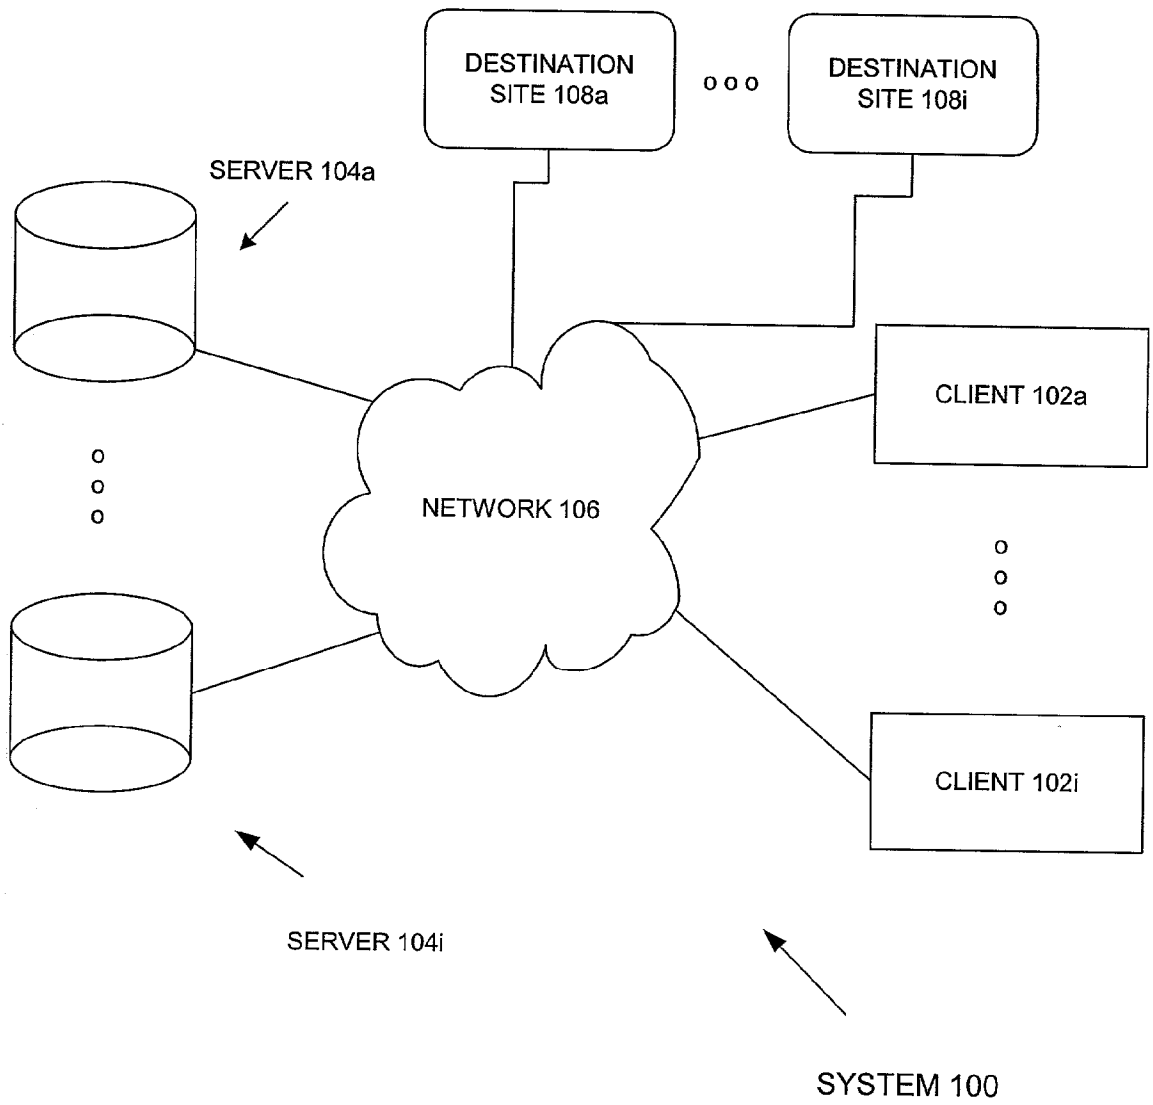 DESTINATION
SITE 108a
o o o
DESTINATION
SITE 108i
SERVER 104a
CLIENT 102a
o
o
o
NETWORK 106
o
o
o
CLIENT 102i
SERVER 104i
SYSTEM 100